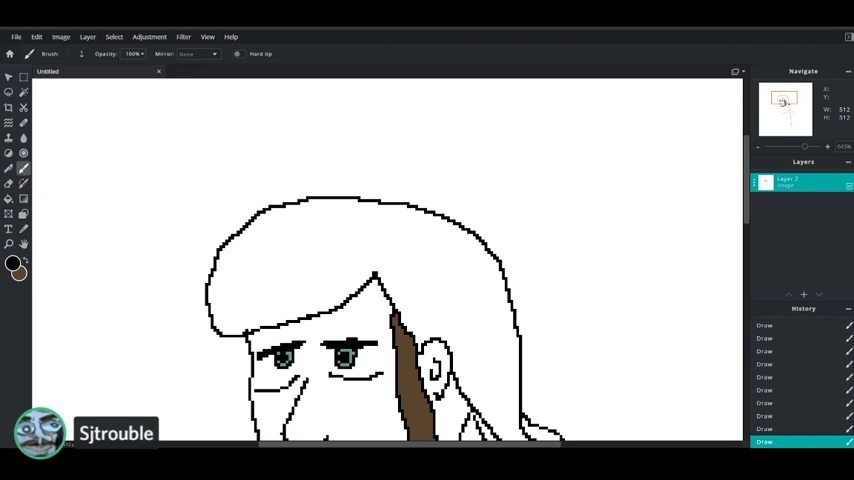 File Edit Image Layer Select Adjustment Filter View Help
Brush: 1 Opacity: 100% Mirror: None Hard tip
Untitled
Navigate
X:
Y:
W: 512
H: 512
Layers
Layer 2
Image
History
Draw
Draw
Draw
Draw
Draw
Draw
Draw
Draw
Draw
Draw
Sjtrouble